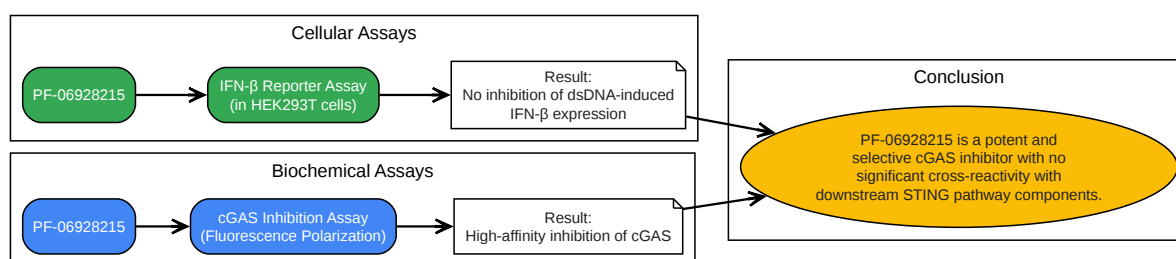 Cellular Assays
PF-06928215
IFN-β Reporter Assay
(in HEK293T cells)
Result:
No inhibition of dsDNA-induced
IFN-β expression
Biochemical Assays
PF-06928215
cGAS Inhibition Assay
(Fluorescence Polarization)
Result:
High-affinity inhibition of cGAS
Conclusion
PF-06928215 is a potent and
selective cGAS inhibitor with no
significant cross-reactivity with
downstream STING pathway components.